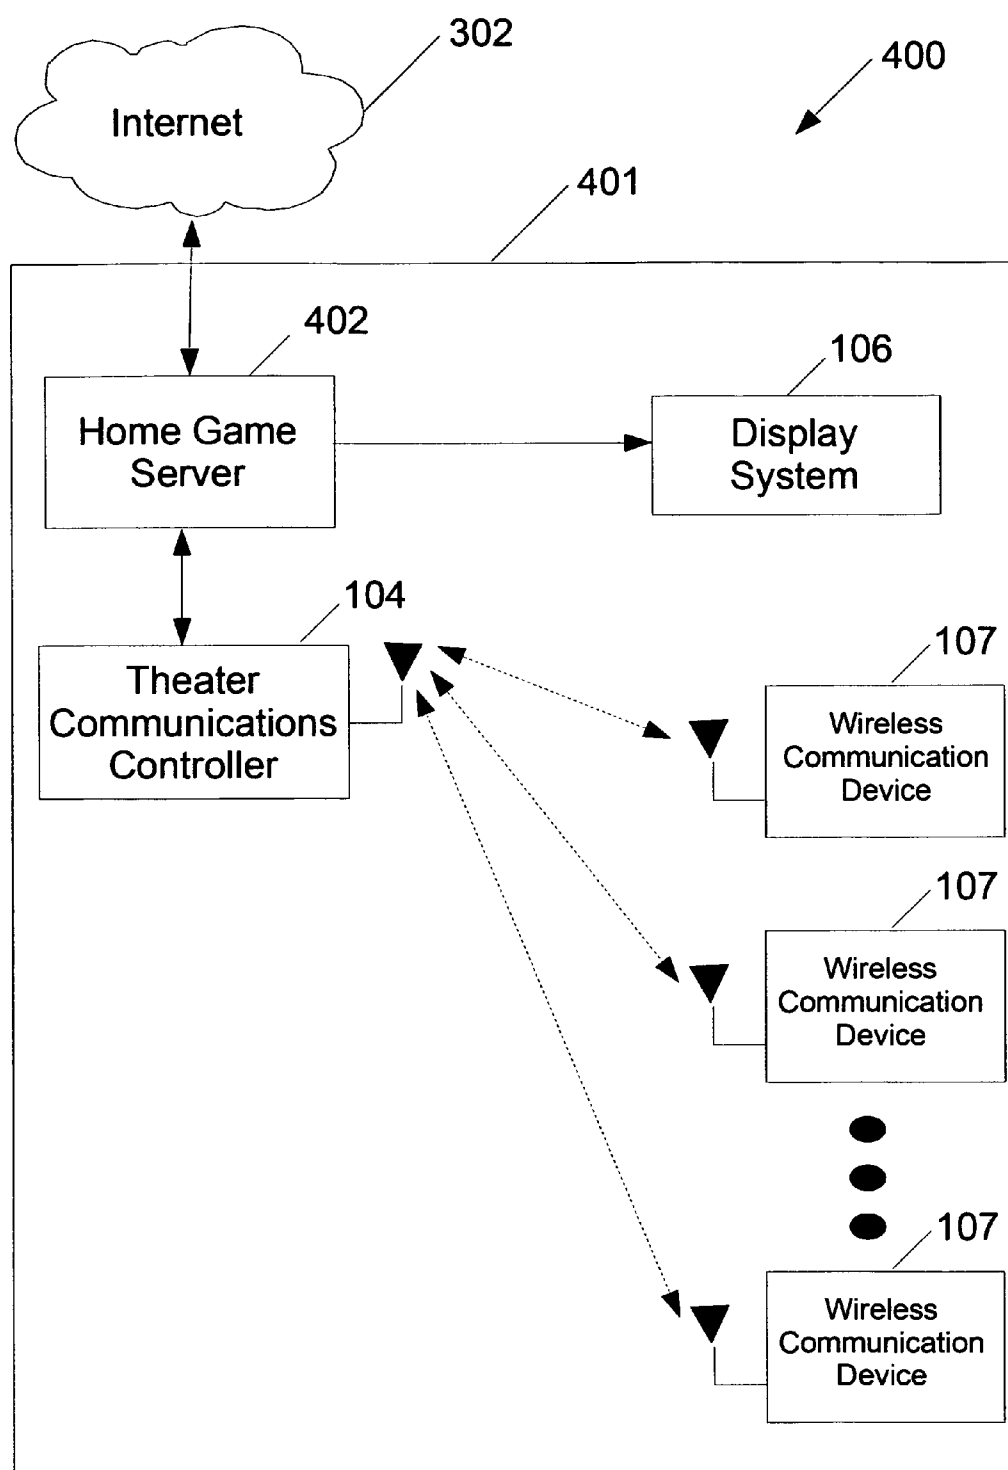 302
400
Internet
401
402
106
Home Game
Server
Display
System
104
107
Theater
Communications
Controller
Wireless
Communication
Device
107
Wireless
Communication
Device
107
Wireless
Communication
Device